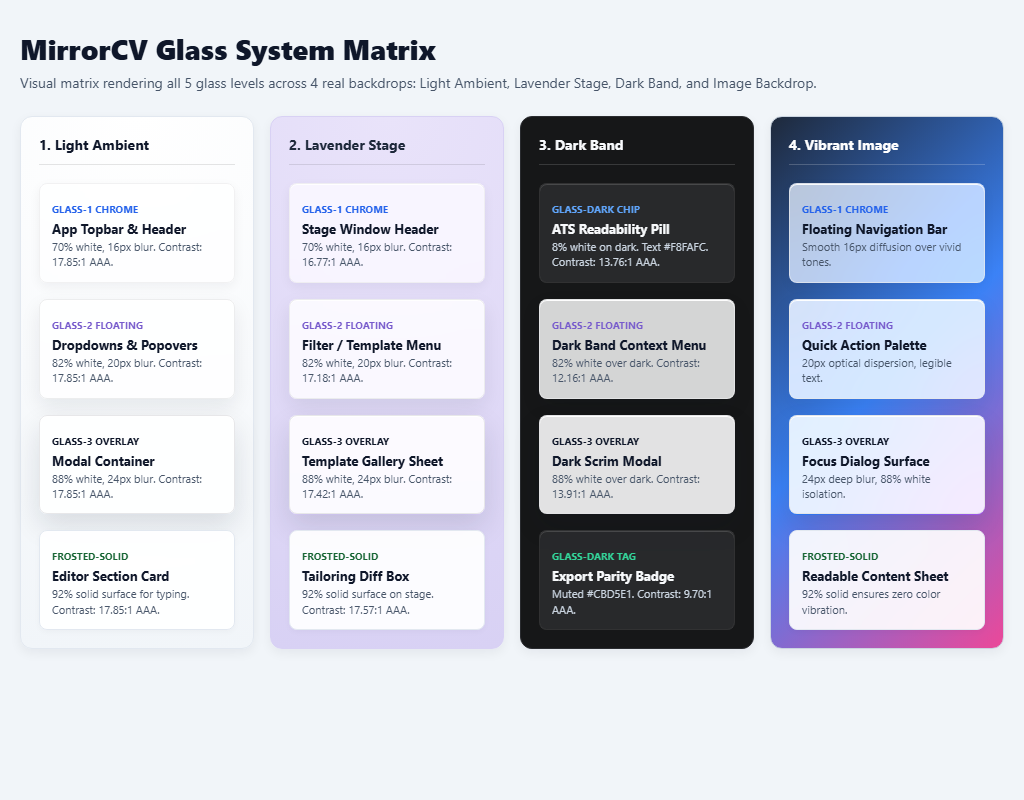 MirrorCV Glass System Matrix
Visual matrix rendering all 5 glass levels across 4 real backdrops: Light Ambient, Lavender Stage, Dark Band, and Image Backdrop.
1. Light Ambient
GLASS-1 CHROME
App Topbar & Header
70% white, 16px blur. Contrast:
17.85:1 AAA.
GLASS-2 FLOATING
Dropdowns & Popovers
82% white, 20px blur. Contrast:
17.85:1 AAA.
GLASS-3 OVERLAY
Modal Container
88% white, 24px blur. Contrast:
17.85:1 AAA.
FROSTED-SOLID
Editor Section Card
92% solid surface for typing.
Contrast: 17.85:1 AAA.
2. Lavender Stage
GLASS-1 CHROME
Stage Window Header
70% white, 16px blur. Contrast:
16.77:1 AAA.
GLASS-2 FLOATING
Filter / Template Menu
82% white, 20px blur. Contrast:
17.18:1 AAA.
GLASS-3 OVERLAY
Template Gallery Sheet
88% white, 24px blur. Contrast:
17.42:1 AAA.
FROSTED-SOLID
Tailoring Diff Box
92% solid surface on stage.
Contrast: 17.57:1 AAA.
3. Dark Band
GLASS-DARK CHIP
ATS Readability Pill
8% white on dark. Text #F8FAFC.
Contrast: 13.76:1 AAA.
GLASS-2 FLOATING
Dark Band Context Menu
82% white over dark. Contrast:
12.16:1 AAA.
GLASS-3 OVERLAY
Dark Scrim Modal
88% white over dark. Contrast:
13.91:1 AAA.
GLASS-DARK TAG
Export Parity Badge
Muted #CBD5E1. Contrast: 9.70:1
AAA.
4. Vibrant Image
GLASS-1 CHROME
Floating Navigation Bar
Smooth 16px diffusion over vivid
tones.
GLASS-2 FLOATING
Quick Action Palette
20px optical dispersion, legible
text.
GLASS-3 OVERLAY
Focus Dialog Surface
24px deep blur, 88% white
isolation.
FROSTED-SOLID
Readable Content Sheet
92% solid ensures zero color
vibration.